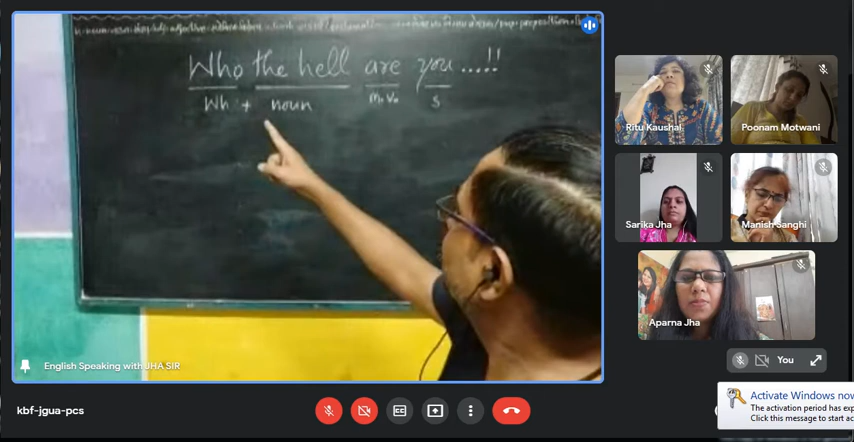 Who the hell are you....!!
Wh + noun m.v. s
English Speaking with JHA SIR
Ritu Kaushal
Poonam Motwani
Sarika Jha
Manish Sanghi
Aparna Jha
You
kbf-jgua-pcs
Activate Windows now
The activation period has exp
Click this message to start ac